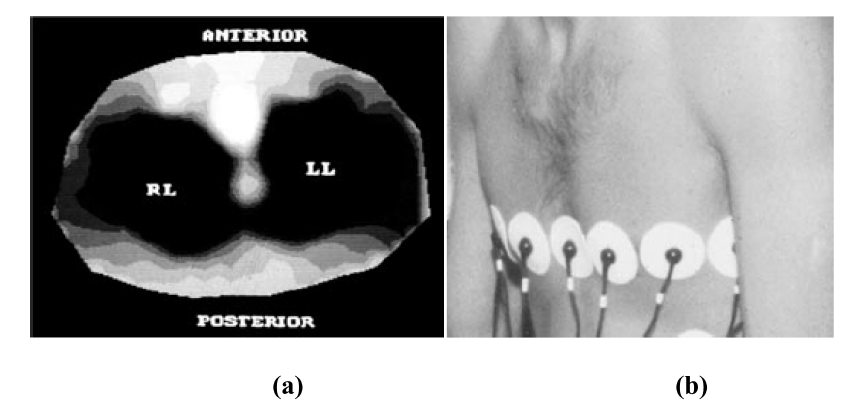 ANTERIOR
RL
LL
POSTERIOR
(a)
(b)